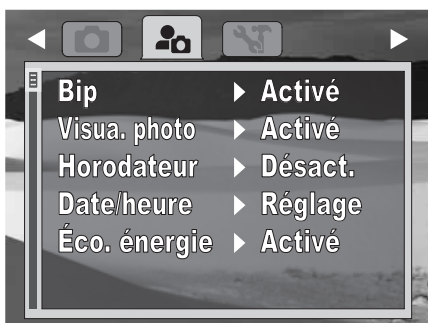 Bip Activé
Visua. photo Activé
Horodateur Désact.
Date/heure Réglage
Éco. énergie Activé